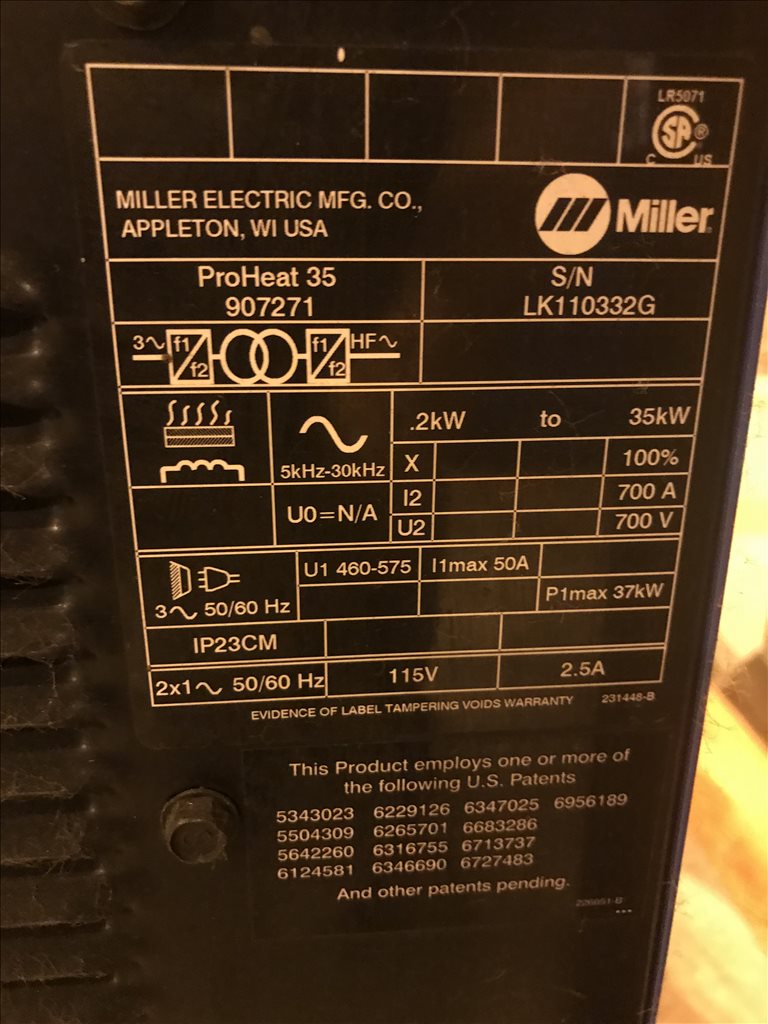 LR5071
SP ®
C US
MILLER ELECTRIC MFG. CO.,
APPLETON, WI USA
Miller
ProHeat 35
907271
S/N
LK110332G
3∿ f1 f2 f1 f2 HF∿
.2kW to 35kW
5kHz-30kHz
X 100%
U0=N/A
I2 700 A
U2 700 V
3∿ 50/60 Hz
U1 460-575 I1max 50A
P1max 37kW
IP23CM
2x1∿ 50/60 Hz 115V 2.5A
EVIDENCE OF LABEL TAMPERING VOIDS WARRANTY 231448-B
This Product employs one or more of
the following U.S. Patents
5343023 6229126 6347025 6956189
5504309 6265701 6683286
5642260 6316755 6713737
6124581 6346690 6727483
And other patents pending.